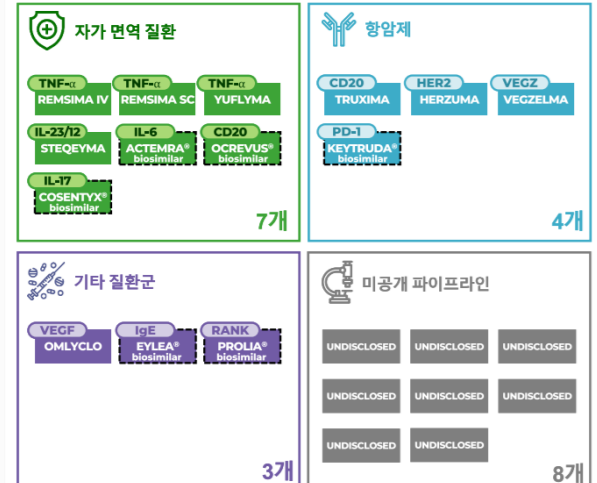 자가 면역 질환
TNF-α TNF-α TNF-α
REMSIMA IV REMSIMA SC YUFLYMA
IL-23/12 IL-6 CD20
STEQEYMA ACTEMRA® biosimilar OCREVUS® biosimilar
IL-17
COSENTYX® biosimilar
7개
항암제
CD20 HER2 VEGZ
TRUXIMA HERZUMA VEGZELMA
PD-1
KEYTRUDA® biosimilar
4개
기타 질환군
VEGF IgE RANK
OMLYCLO EYLEA® biosimilar PROLIA® biosimilar
3개
미공개 파이프라인
UNDISCLOSED UNDISCLOSED UNDISCLOSED
UNDISCLOSED UNDISCLOSED UNDISCLOSED
UNDISCLOSED UNDISCLOSED
8개